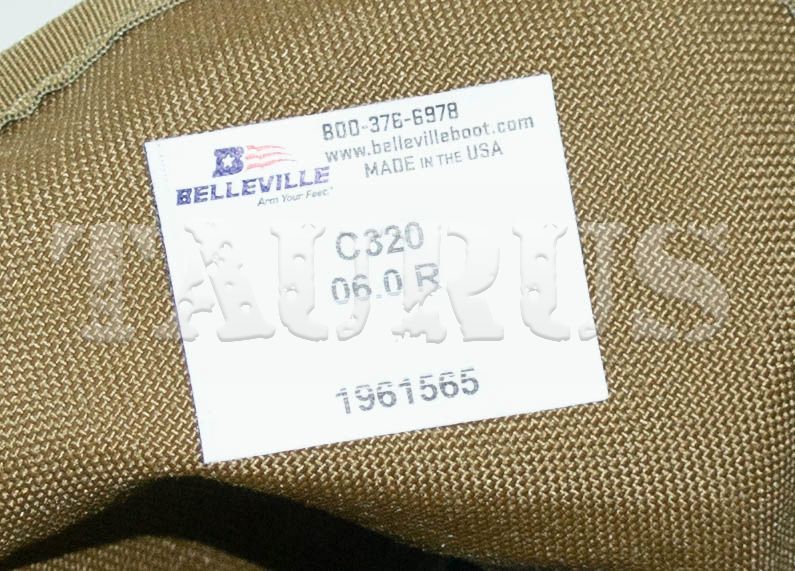 800-376-6978
www.bellevilleboot.com
MADE IN THE USA
BELLEVILLE
Arm Your Feet.
C320
06.0 R
1961565
TAURUS